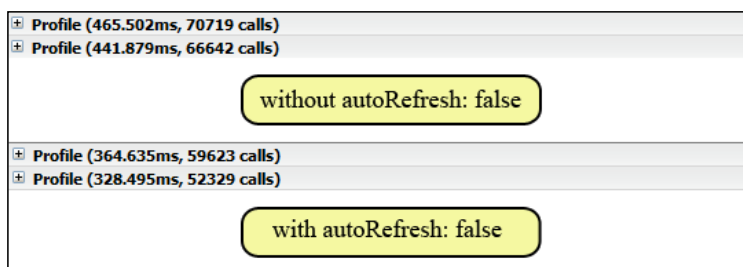 Profile (465.502ms, 70719 calls)
Profile (441.879ms, 66642 calls)
without autoRefresh: false
Profile (364.635ms, 59623 calls)
Profile (328.495ms, 52329 calls)
with autoRefresh: false